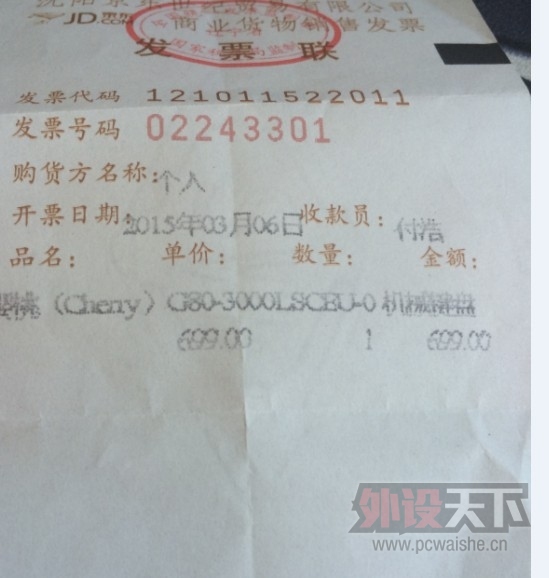 沈阳京东世纪贸易有限公司
JD.COM 商业货物销售发票
发票联
发票代码 121011522011
发票号码 02243301
购货方名称:个人
开票日期:2015年03月06日 收款员:付浩
品名: 单价: 数量: 金额:
樱桃（Cherry）G80-3000LSCEU-0 机械键盘
699.00 1 699.00
外设天下
www.pcwaishe.cn